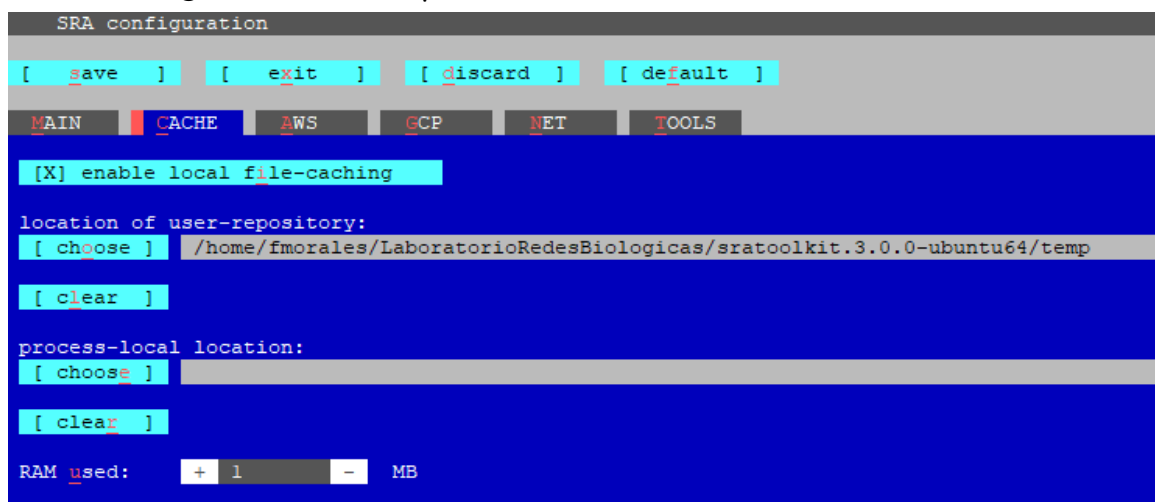 SRA configuration
[ save ] [ exit ] [ discard ] [ default ]
MAIN CACHE AWS GCP NET TOOLS
[X] enable local file-caching
location of user-repository:
[ choose ] /home/fmorales/LaboratorioRedesBiologicas/sratoolkit.3.0.0-ubuntu64/temp
[ clear ]
process-local location:
[ choose ]
[ clear ]
RAM used: + 1 - MB